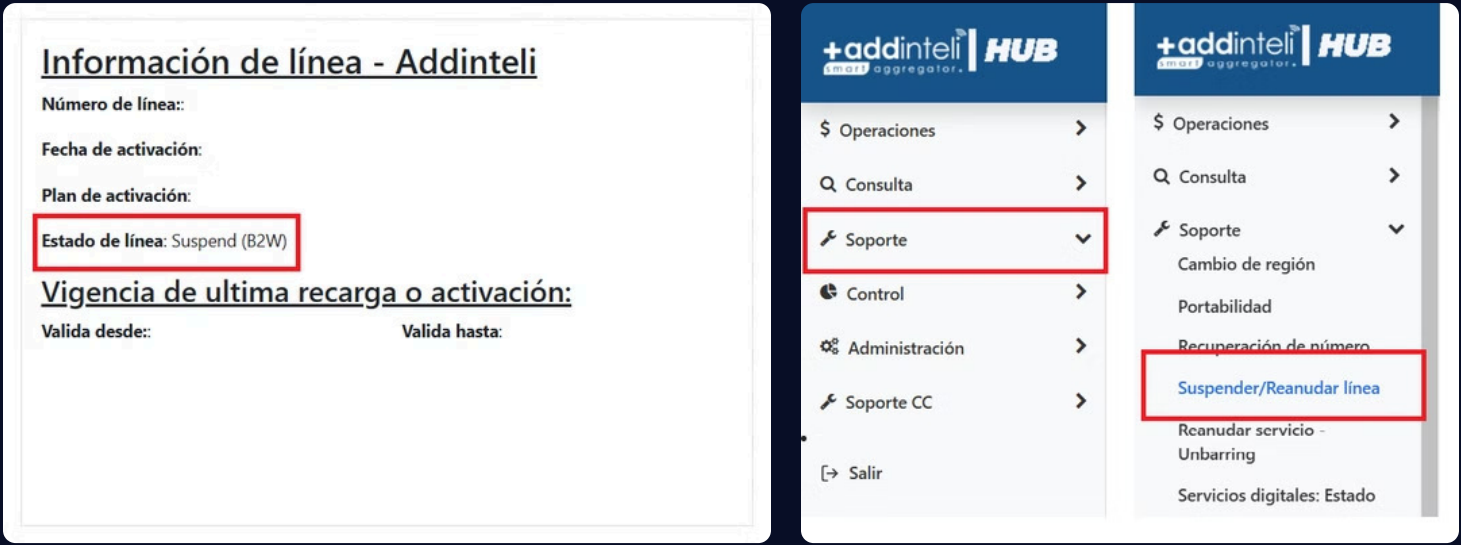 Información de línea - Addinteli
Número de línea::
Fecha de activación:
Plan de activación:
Estado de línea: Suspend (B2W)
Vigencia de ultima recarga o activación:
Valida desde:: Valida hasta:
+addinteli HUB
smart aggregator.
$ Operaciones
Consulta
Soporte
Control
Administración
Soporte CC
Salir
+addinteli HUB
smart aggregator.
$ Operaciones
Consulta
Soporte
Cambio de región
Portabilidad
Recuperación de número
Suspender/Reanudar línea
Reanudar servicio -
Unbarring
Servicios digitales: Estado